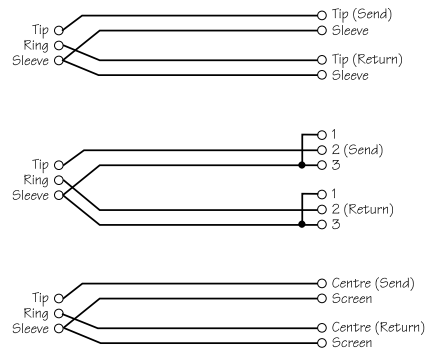 Tip (Send)
Tip
Sleeve
Ring
Sleeve
Tip (Return)
Sleeve
1
2 (Send)
Tip
3
Ring
Sleeve
1
2 (Return)
3
Centre (Send)
Tip
Screen
Ring
Sleeve
Centre (Return)
Screen